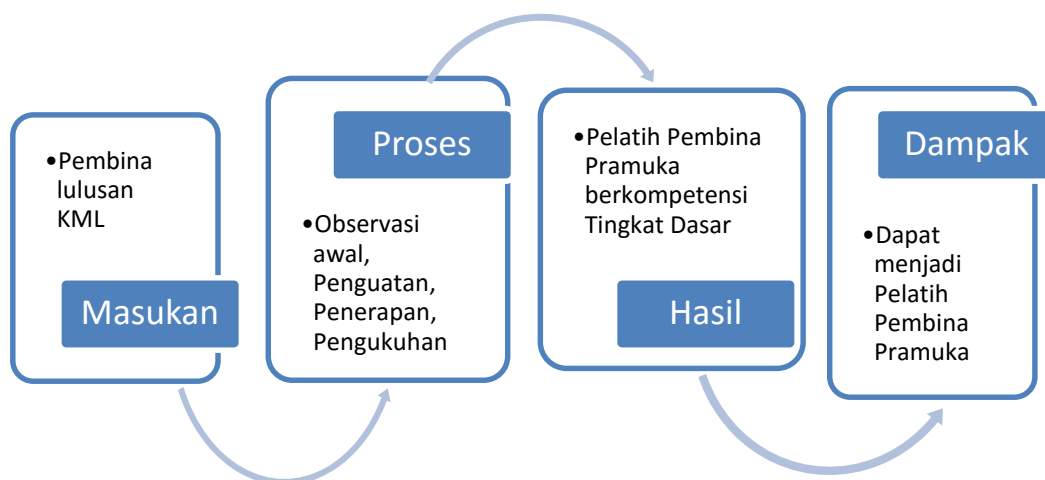 •Pembina
lulusan
KML
Masukan
Proses
•Observasi
awal,
Penguatan,
Penerapan,
Pengukuhan
•Pelatih Pembina
Pramuka
berkompetensi
Tingkat Dasar
Hasil
Dampak
•Dapat
menjadi
Pelatih
Pembina
Pramuka